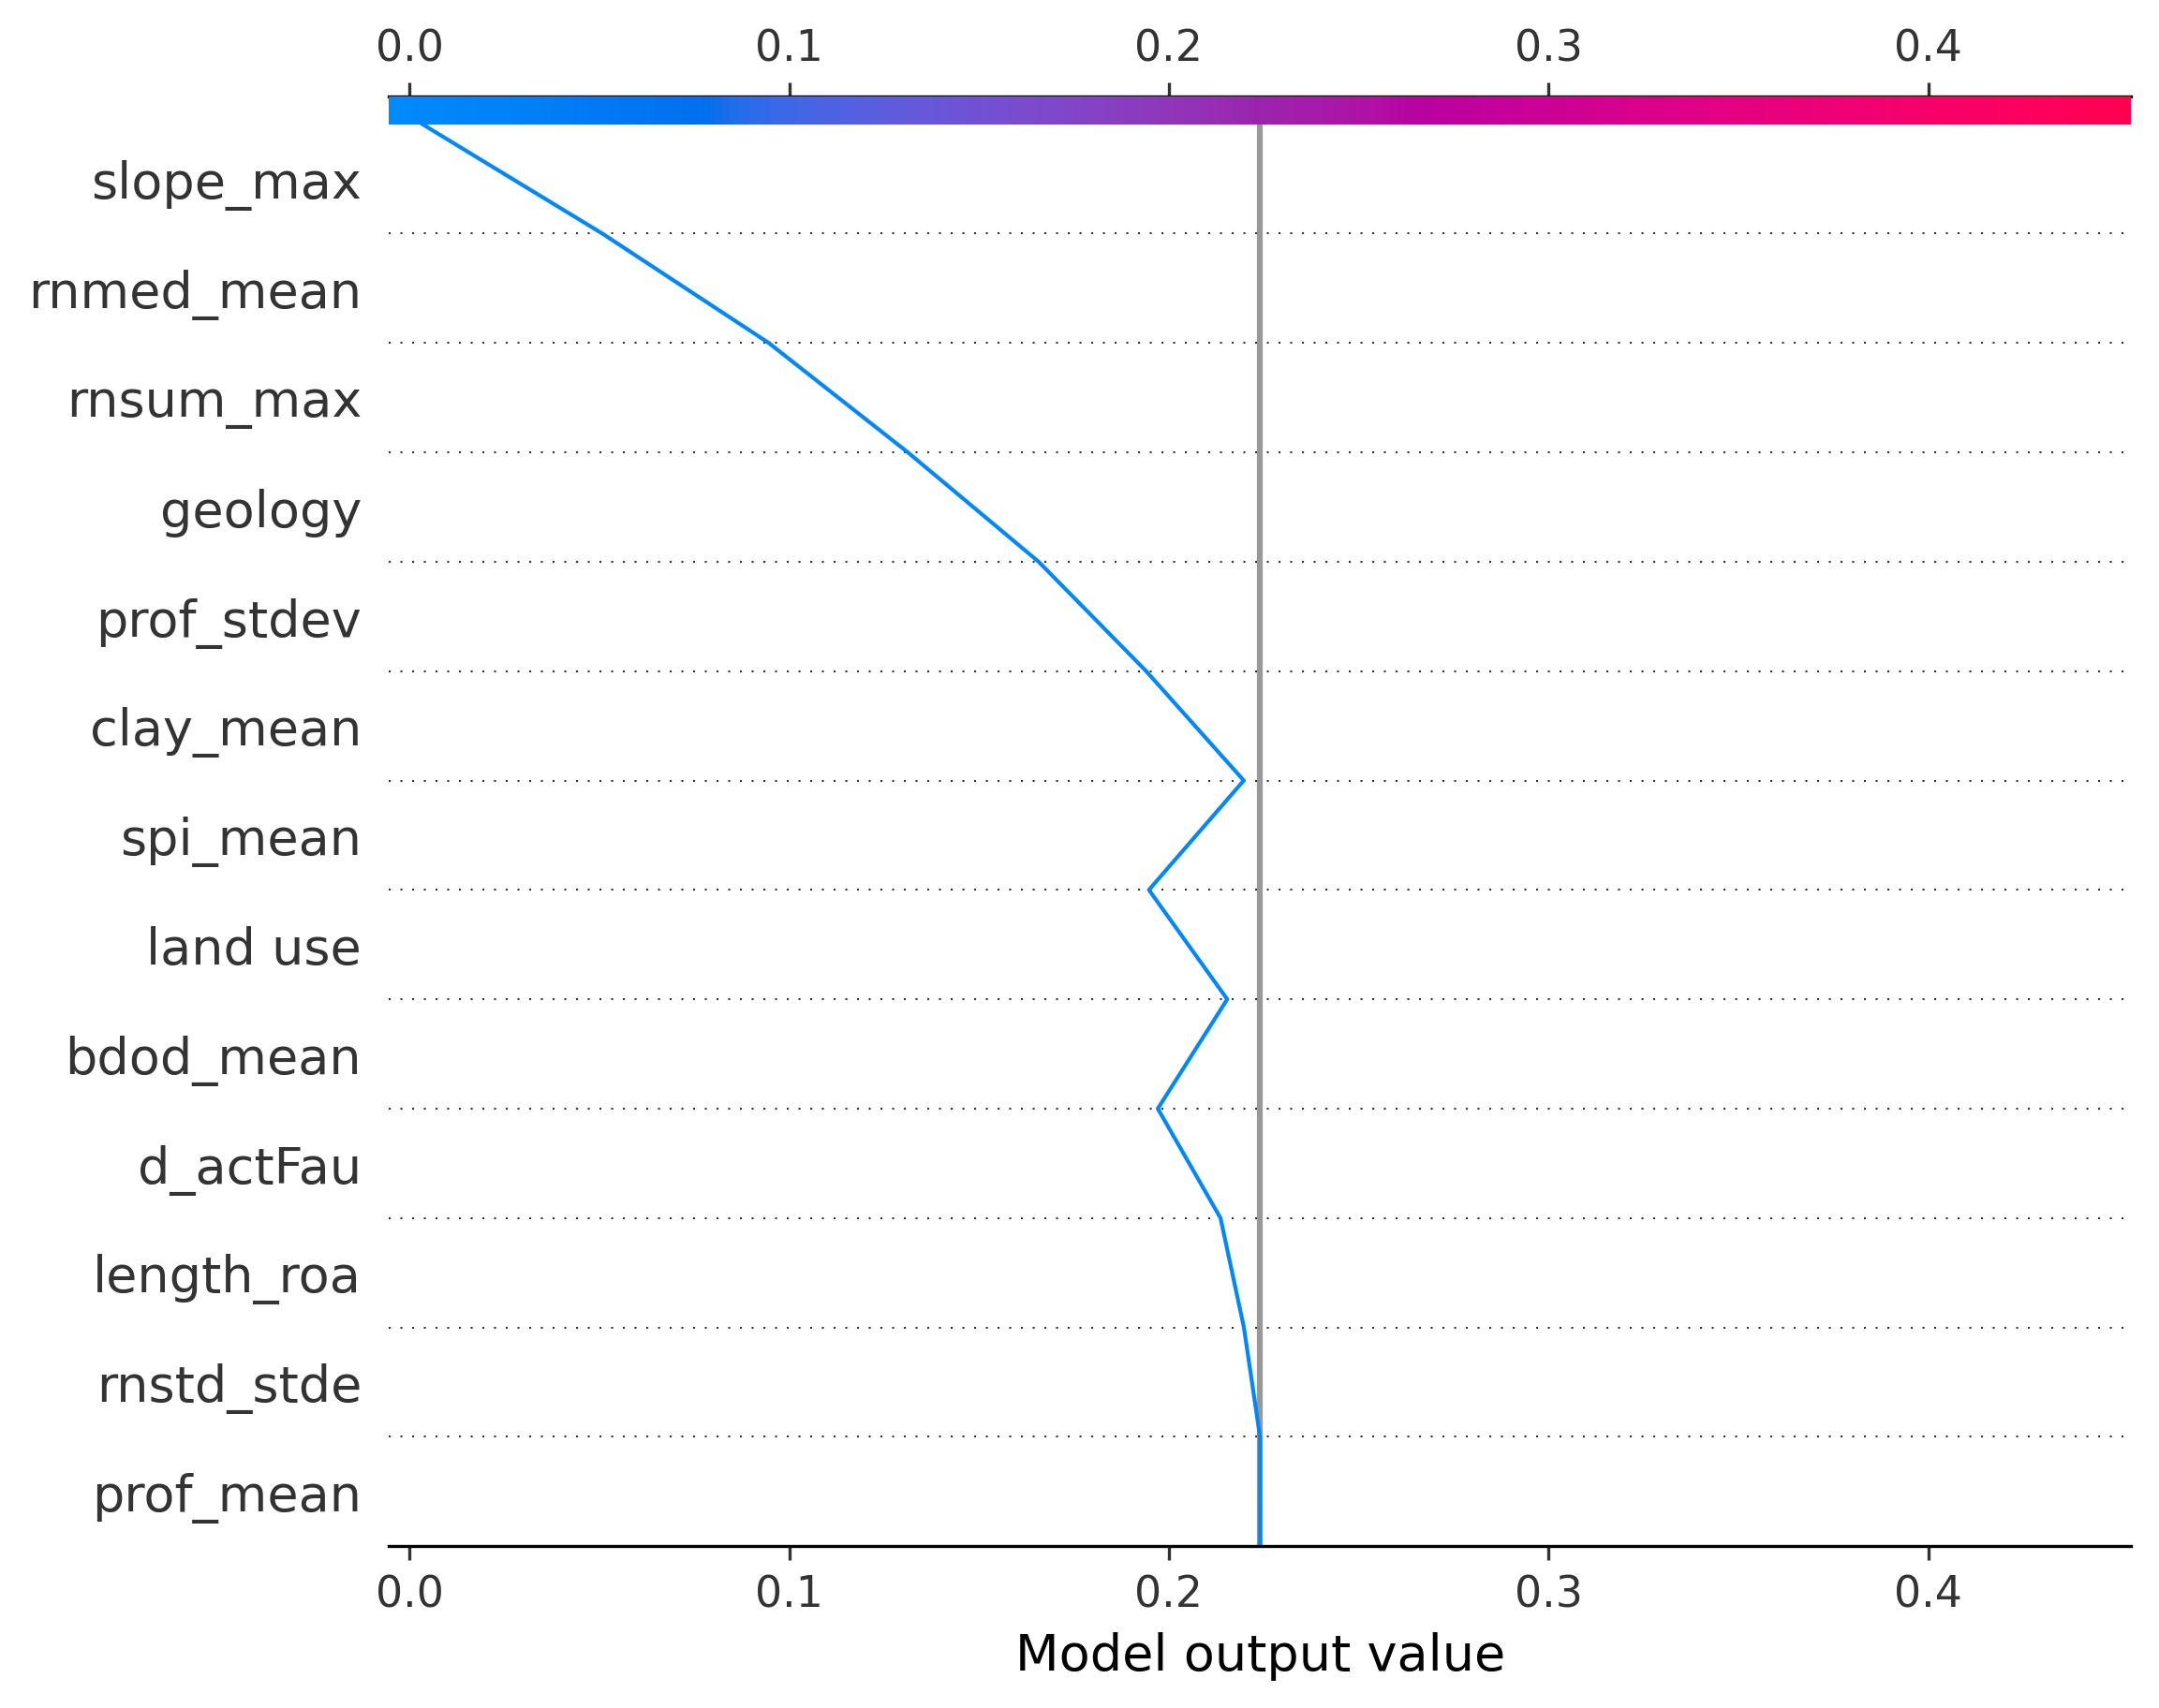 0.0 0.1 0.2 0.3 0.4
slope_max
rnmed_mean
rnsum_max
geology
prof_stdev
clay_mean
spi_mean
land use
bdod_mean
d_actFau
length_roa
rnstd_stde
prof_mean
0.0 0.1 0.2 0.3 0.4
Model output value